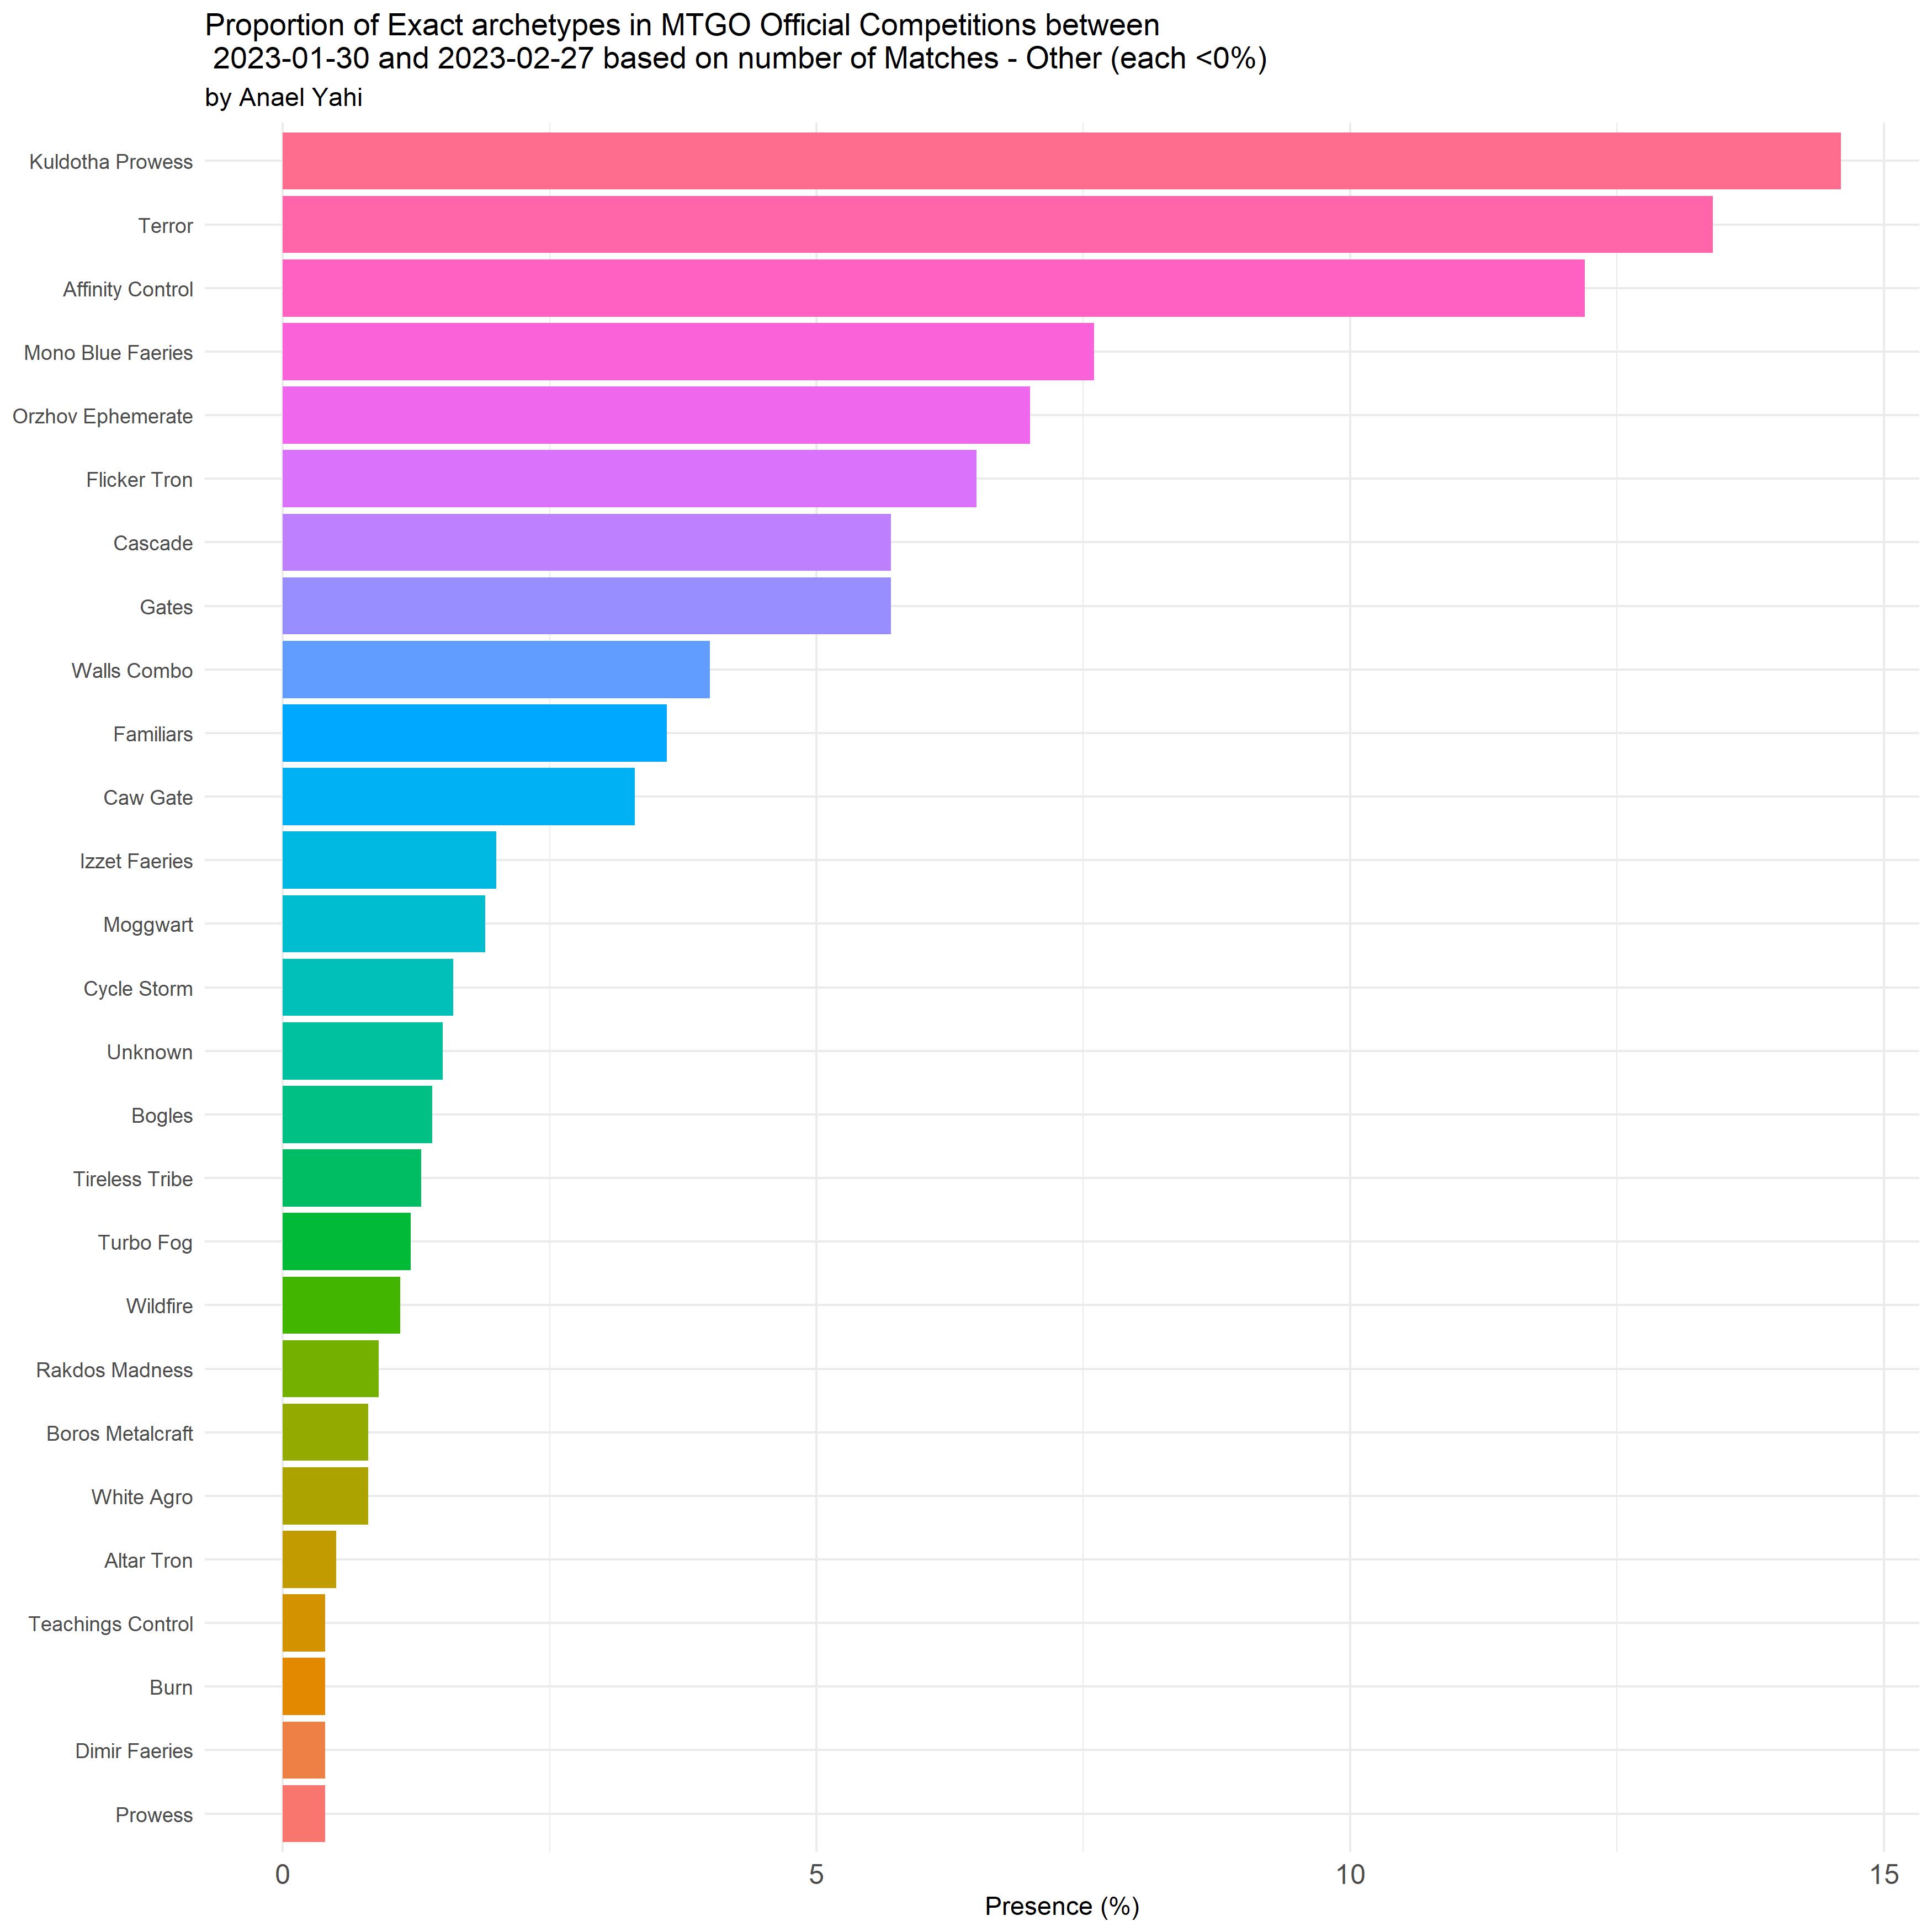 Proportion of Exact archetypes in MTGO Official Competitions between
2023-01-30 and 2023-02-27 based on number of Matches - Other (each <0%)
by Anael Yahi
Kuldotha Prowess
Terror
Affinity Control
Mono Blue Faeries
Orzhov Ephemerate
Flicker Tron
Cascade
Gates
Walls Combo
Familiars
Caw Gate
Izzet Faeries
Moggwart
Cycle Storm
Unknown
Bogles
Tireless Tribe
Turbo Fog
Wildfire
Rakdos Madness
Boros Metalcraft
White Agro
Altar Tron
Teachings Control
Burn
Dimir Faeries
Prowess
0 5 10 15
Presence (%)